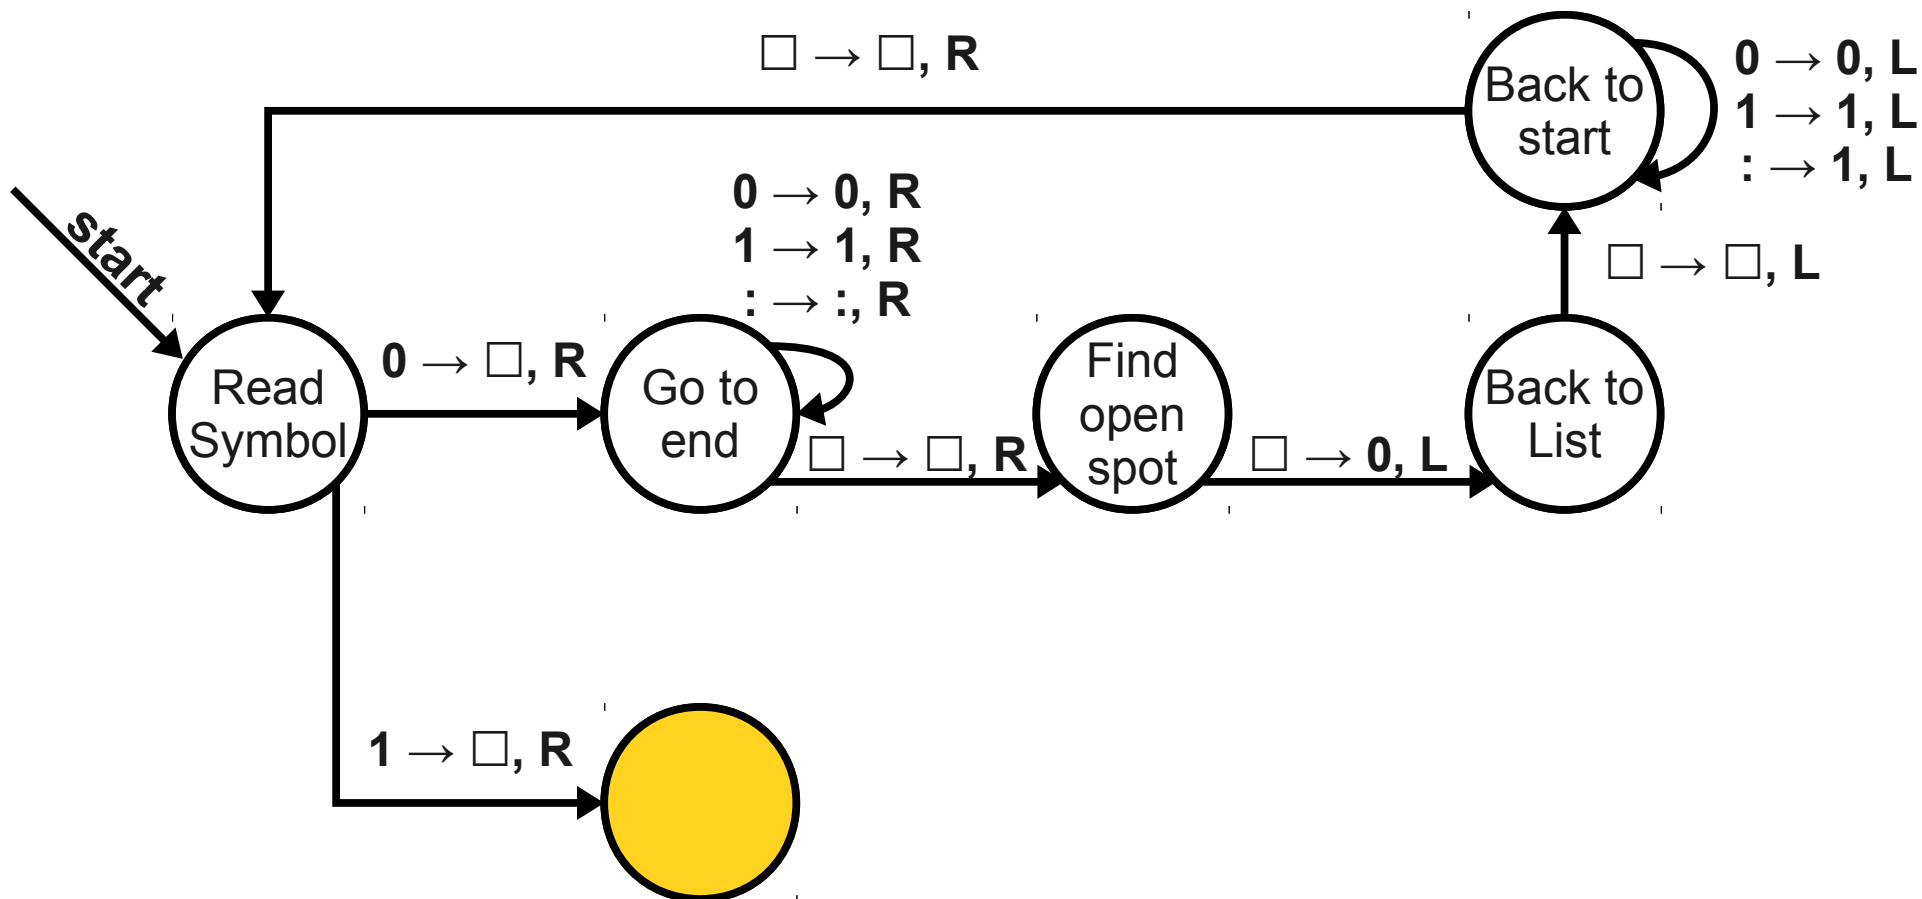 □ → □, R
Back to
start
0 → 0, L
1 → 1, L
: → 1, L
start
0 → 0, R
1 → 1, R
: → :, R
□ → □, L
Read
Symbol
0 → □, R
Go to
end
□ → □, R
Find
open
spot
□ → 0, L
Back to
List
1 → □, R